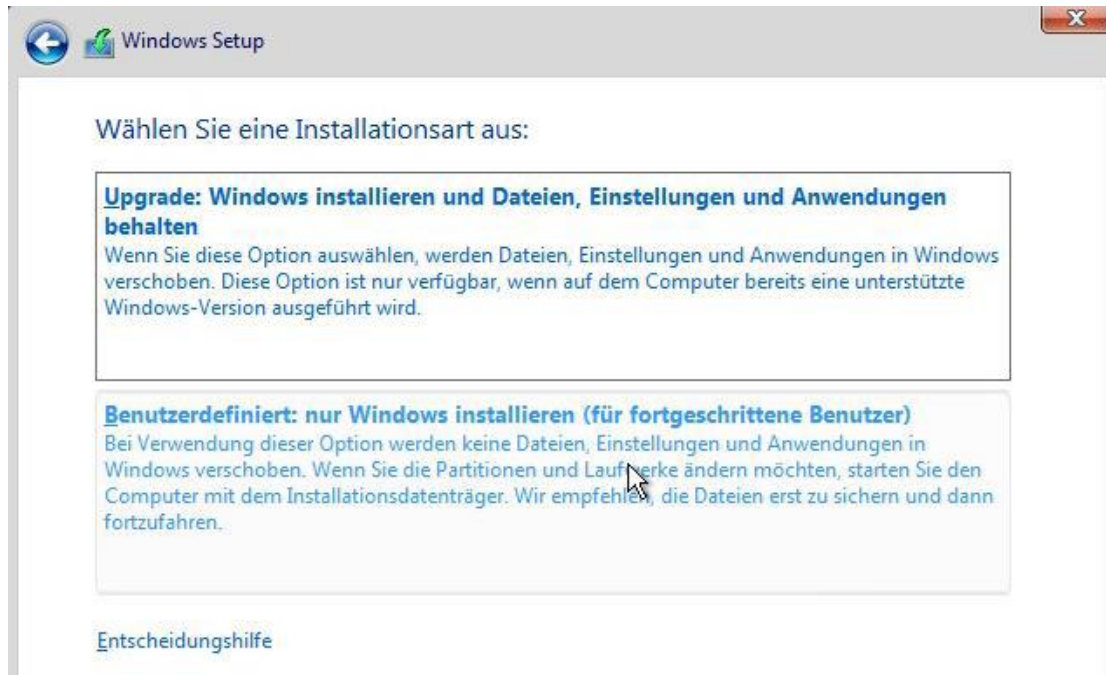 Windows Setup
Wählen Sie eine Installationsart aus:
Upgrade: Windows installieren und Dateien, Einstellungen und Anwendungen
behalten
Wenn Sie diese Option auswählen, werden Dateien, Einstellungen und Anwendungen in Windows
verschoben. Diese Option ist nur verfügbar, wenn auf dem Computer bereits eine unterstützte
Windows-Version ausgeführt wird.
Benutzerdefiniert: nur Windows installieren (für fortgeschrittene Benutzer)
Bei Verwendung dieser Option werden keine Dateien, Einstellungen und Anwendungen in
Windows verschoben. Wenn Sie die Partitionen und Laufwerke ändern möchten, starten Sie den
Computer mit dem Installationsdatenträger. Wir empfehlen, die Dateien erst zu sichern und dann
fortzufahren.
Entscheidungshilfe